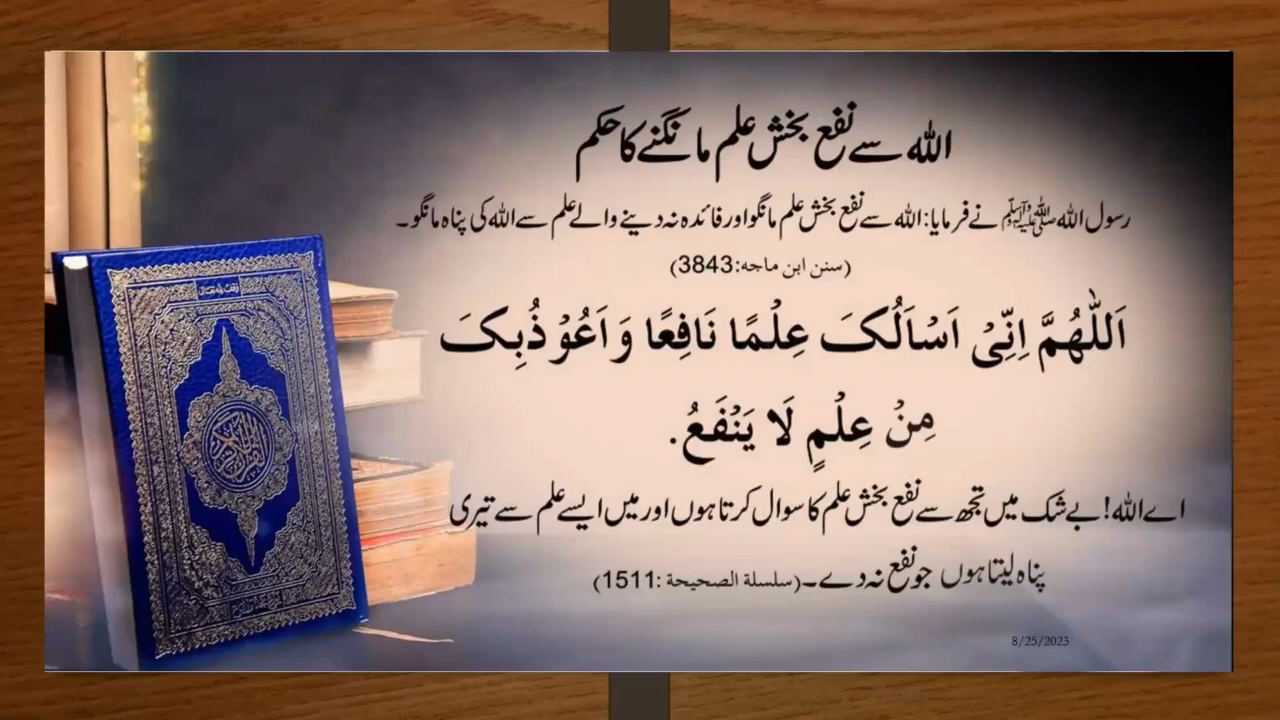 اللہ سے نفع بخش علم مانگنے کا حکم
رسول اللہ ﷺ نے فرمایا: اللہ سے نفع بخش علم مانگو اور فائدہ نہ دینے والے علم سے اللہ کی پناہ مانگو۔
(سنن ابن ماجه:3843)
اَللّٰهُمَّ اِنِّیْ اَسْاَلُکَ عِلْمًا نَافِعًا وَ اَعُوْذُبِکَ
مِنْ عِلْمٍ لَا يَنْفَعُ.
اے اللہ! بے شک میں تجھ سے نفع بخش علم کا سوال کرتا ہوں اور میں ایسے علم سے تیری
پناہ لیتا ہوں جو نفع نہ دے۔(سلسلة الصحيحة :1511)
8/25/2023